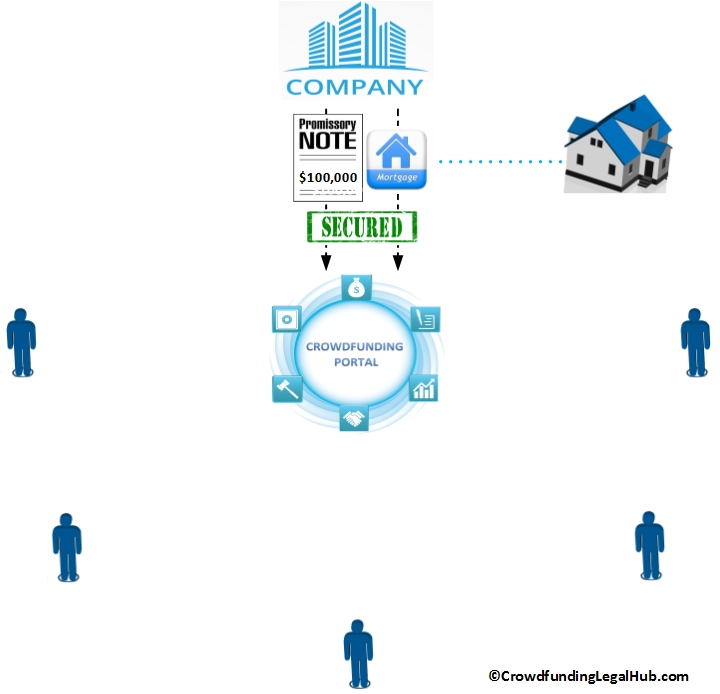 COMPANY
Promissory
NOTE
$100,000
Mortgage
SECURED
$
CROWDFUNDING
PORTAL
©CrowdfundingLegalHub.com